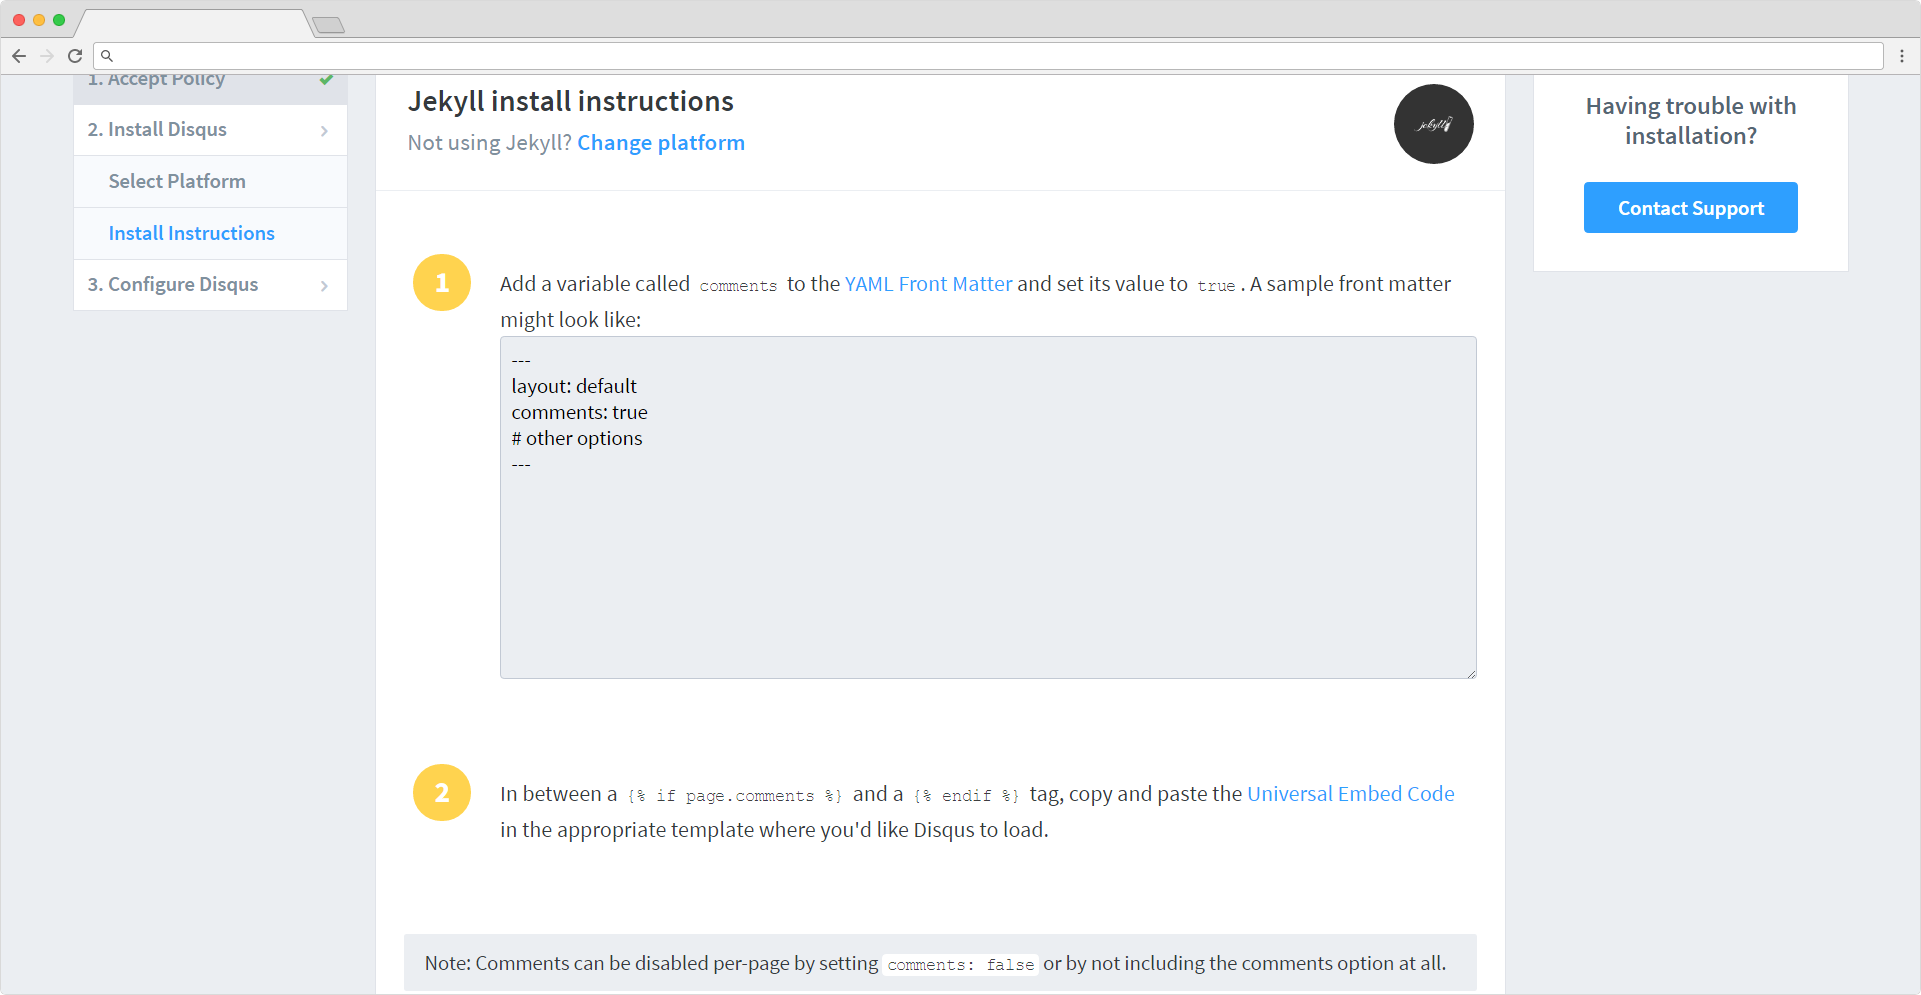 1. Accept Policy
2. Install Disqus
Select Platform
Install Instructions
3. Configure Disqus
Jekyll install instructions
Not using Jekyll? Change platform
jekyll
1
Add a variable called comments to the YAML Front Matter and set its value to true . A sample front matter
might look like:
---
layout: default
comments: true
# other options
---
2
In between a {% if page.comments %} and a {% endif %} tag, copy and paste the Universal Embed Code
in the appropriate template where you'd like Disqus to load.
Note: Comments can be disabled per-page by setting comments: false or by not including the comments option at all.
Having trouble with
installation?
Contact Support